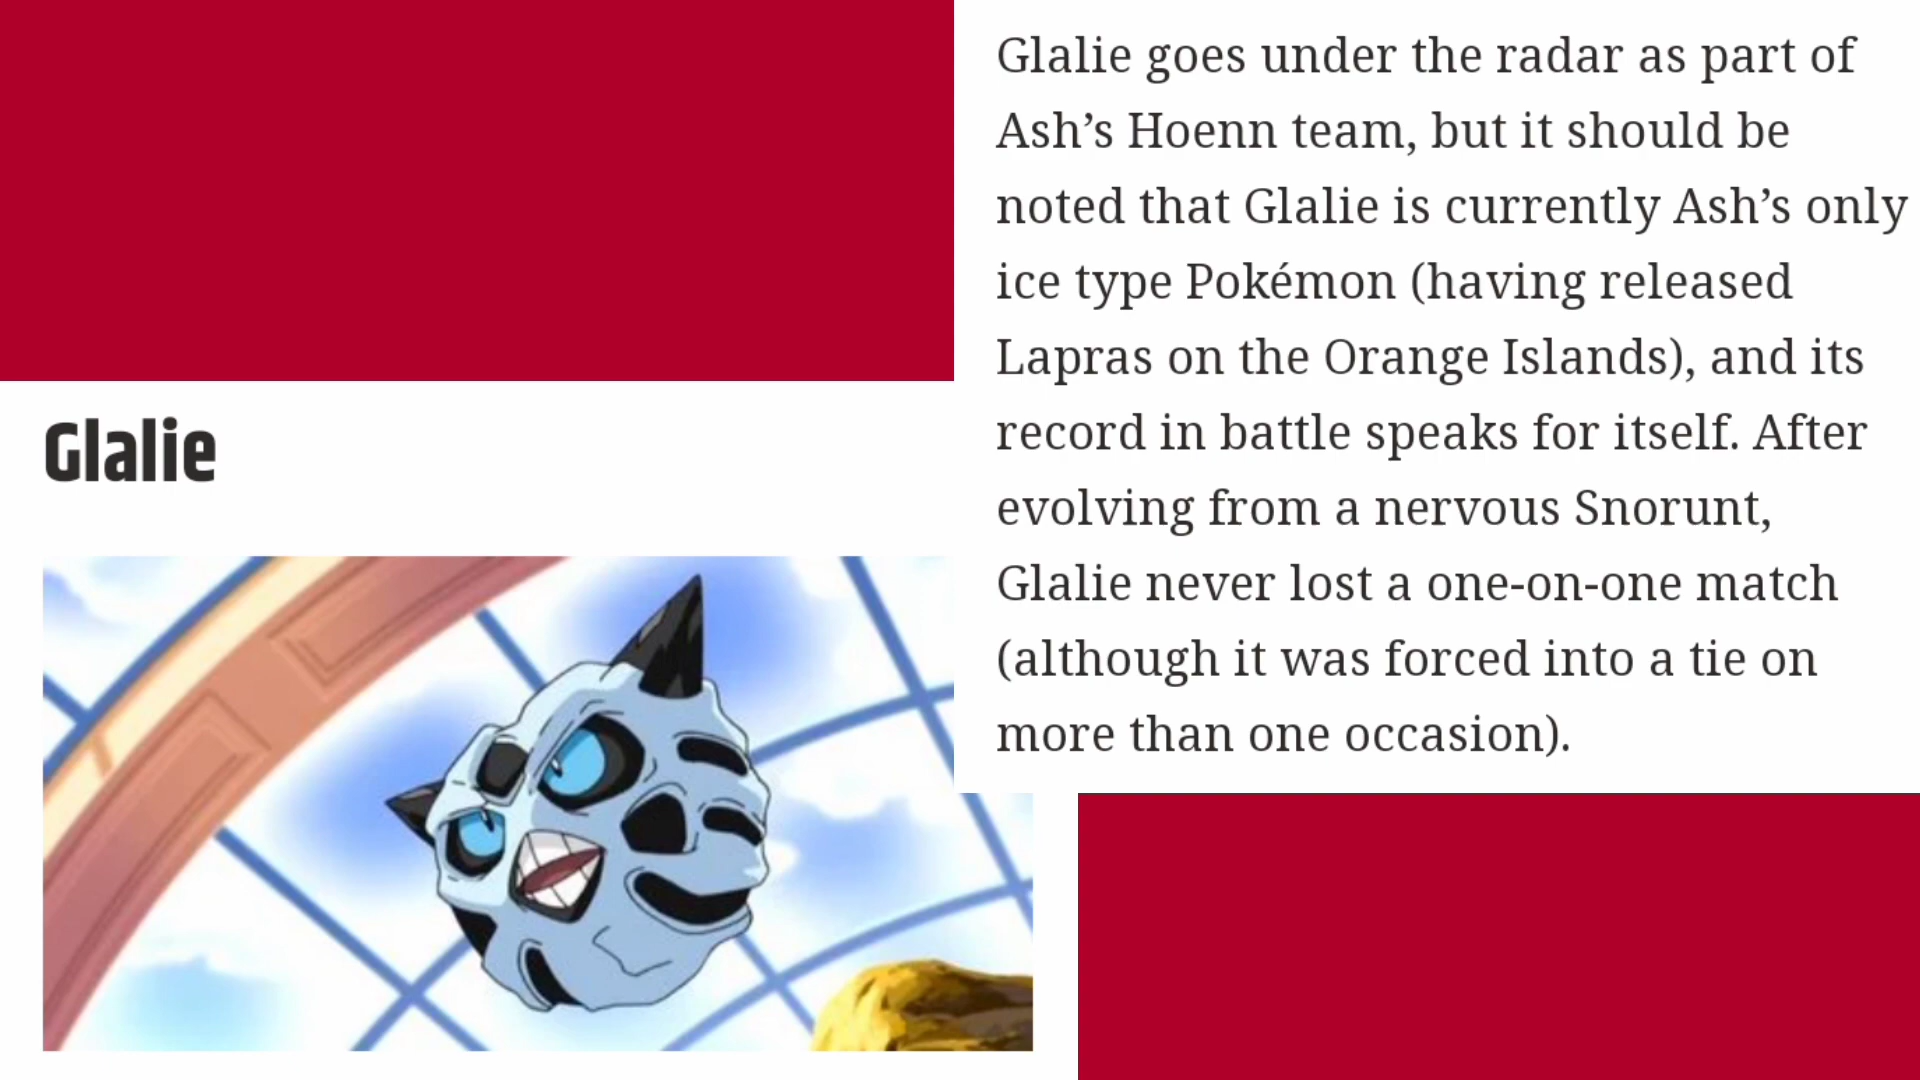 Glalie
Glalie goes under the radar as part of
Ash’s Hoenn team, but it should be
noted that Glalie is currently Ash’s only
ice type Pokémon (having released
Lapras on the Orange Islands), and its
record in battle speaks for itself. After
evolving from a nervous Snorunt,
Glalie never lost a one-on-one match
(although it was forced into a tie on
more than one occasion).